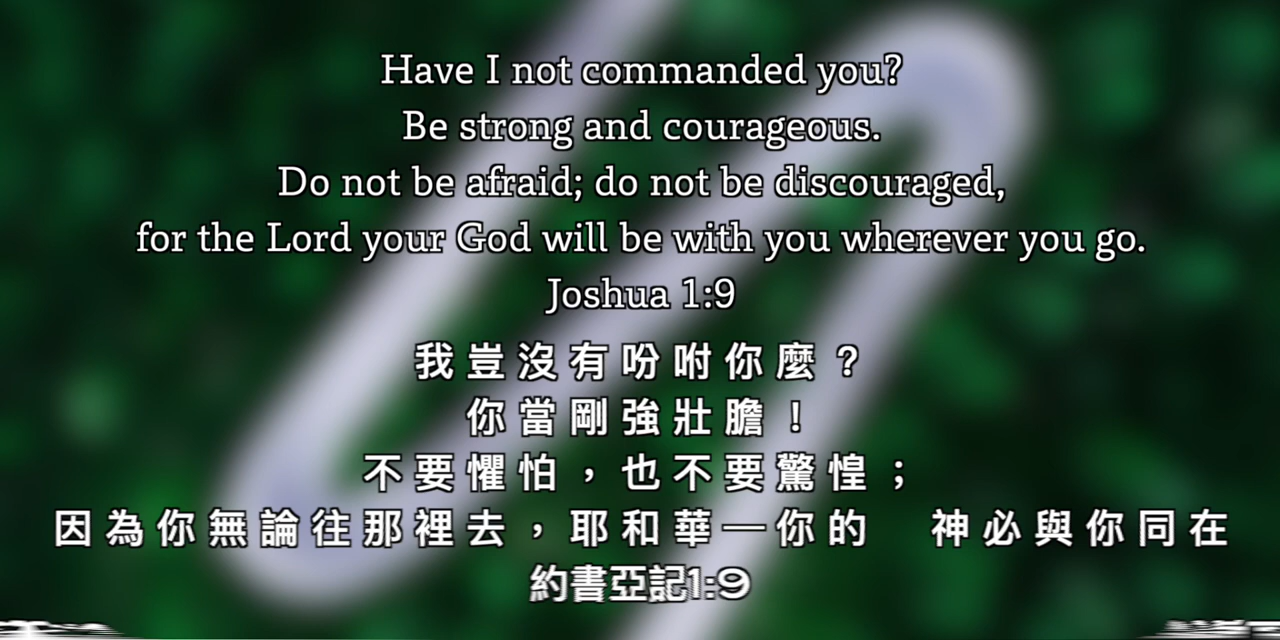 Have I not commanded you?
Be strong and courageous.
Do not be afraid; do not be discouraged,
for the Lord your God will be with you wherever you go.
Joshua 1:9
我豈沒有吩咐你麼？
你當剛強壯膽！
不要懼怕，也不要驚惶；
因為你無論往那裡去，耶和華─你的　神必與你同在
約書亞記1:9